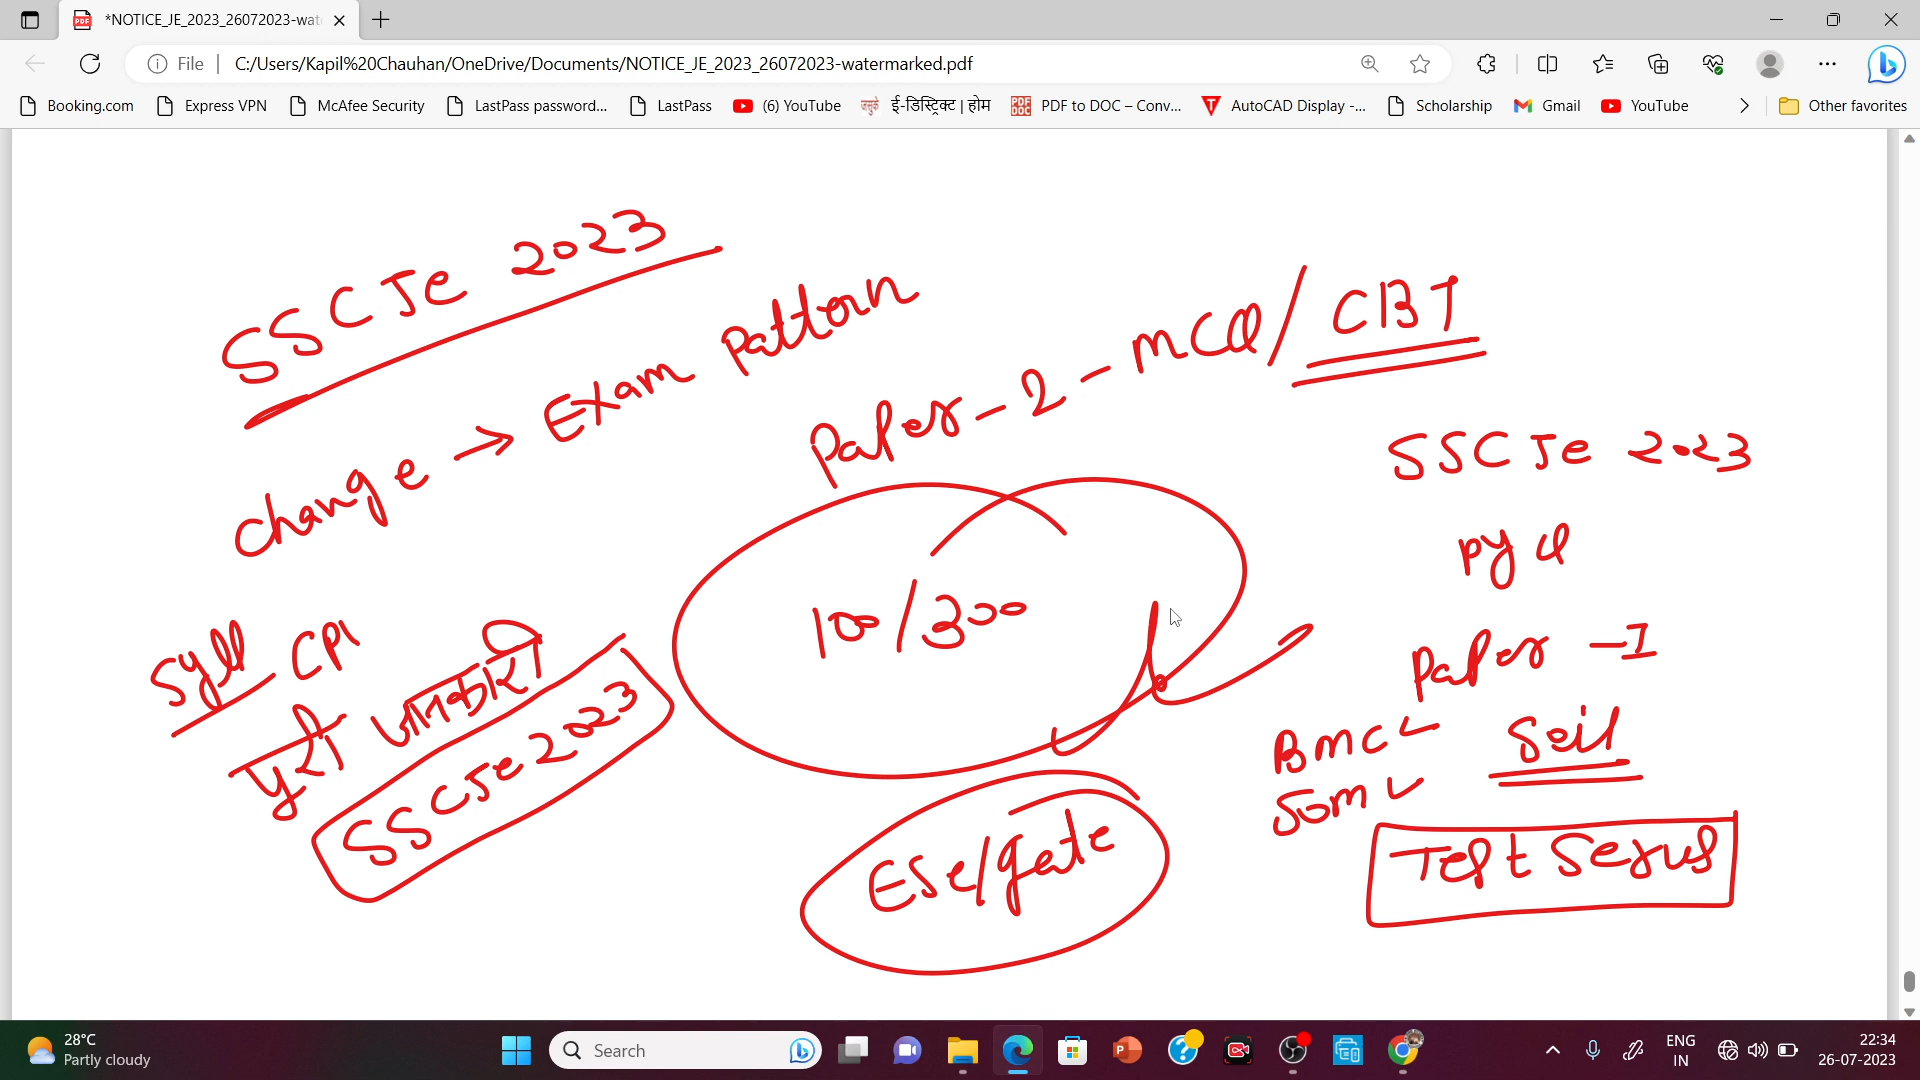 *NOTICE_JE_2023_26072023-wat
File C:/Users/Kapil%20Chauhan/OneDrive/Documents/NOTICE_JE_2023_26072023-watermarked.pdf
Booking.com Express VPN McAfee Security LastPass password... LastPass (6) YouTube ई-डिस्ट्रिक्ट | होम PDF to DOC – Conv... AutoCAD Display -... Scholarship Gmail YouTube Other favorites
SSC Je 2023
Change → Exam Pattern
Paper - 2 - MCQ/CBT
SSC Je 2023
PYQ
100/300
Syll
पुरी जानकारी
SSC Je 2023
Paper - I
BMC
Soil
SOM
Test Serus
ESe/gate
28°C
Partly cloudy
Search
ENG
IN
22:34
26-07-2023